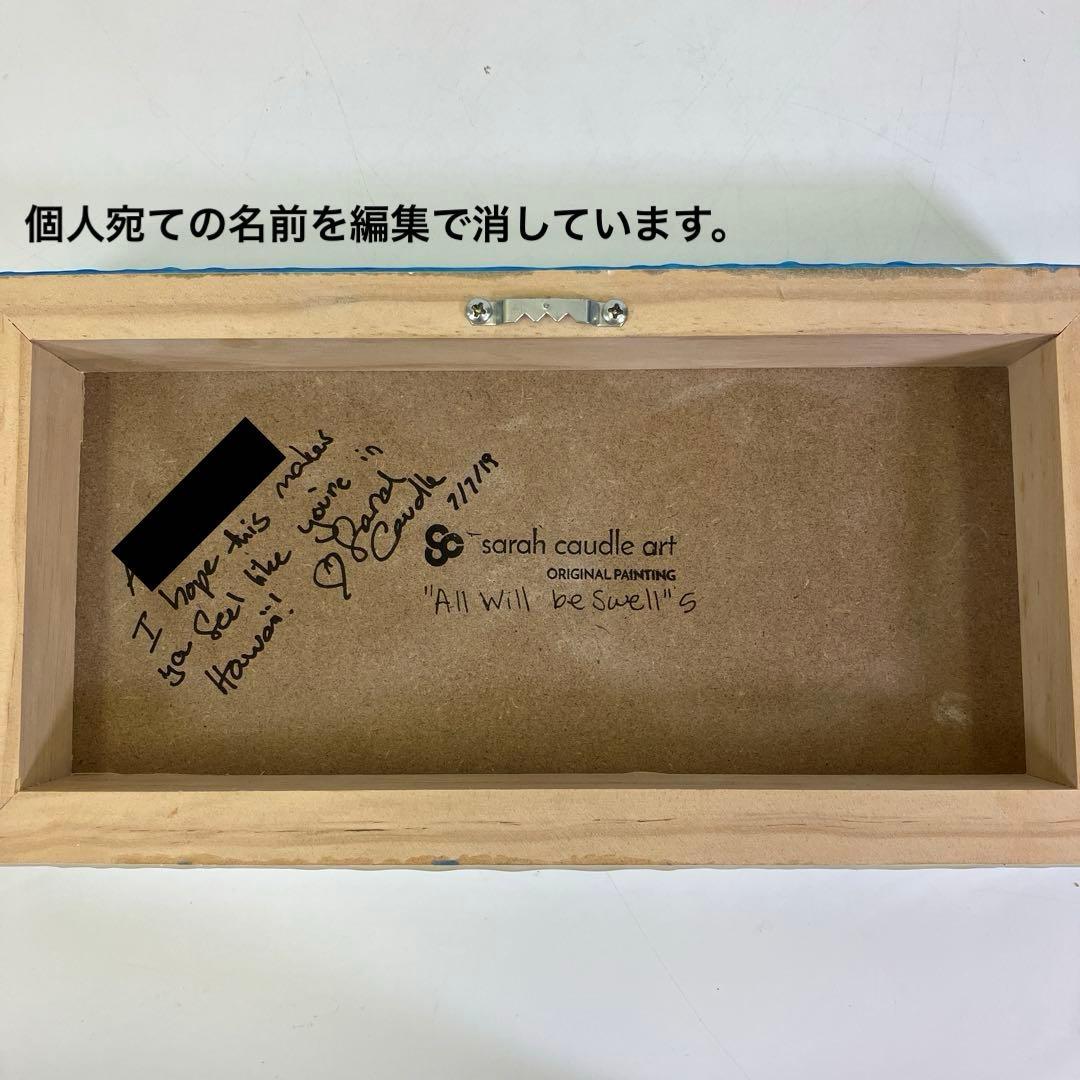 個人宛ての名前を編集で消しています。
I hope this makes
you feel like you're in
Hawaii!
♡ Sarah
Caudle
7/7/19
sarah caudle art
ORIGINAL PAINTING
"All Will be Swell" 5